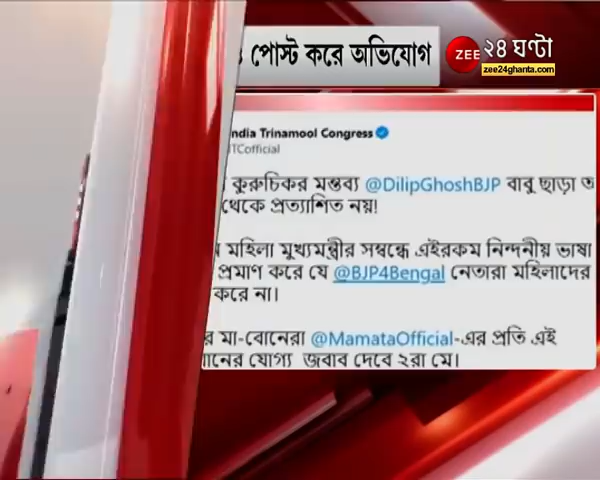 পোস্ট করে অভিযোগ
ZEE ২৪ ঘণ্টা
zee24ghanta.com
India Trinamool Congress
ITCofficial
কুরুচিকর মন্তব্য @DilipGhoshBJP বাবু ছাড়া
থেকে প্রত্যাশিত নয়!
মহিলা মুখ্যমন্ত্রীর সম্বন্ধে এইরকম নিন্দনীয় ভাষা
প্রমাণ করে যে @BJP4Bengal নেতারা মহিলাদের
করে না।
র মা-বোনেরা @MamataOfficial-এর প্রতি এই
মানের যোগ্য জবাব দেবে ২রা মে।